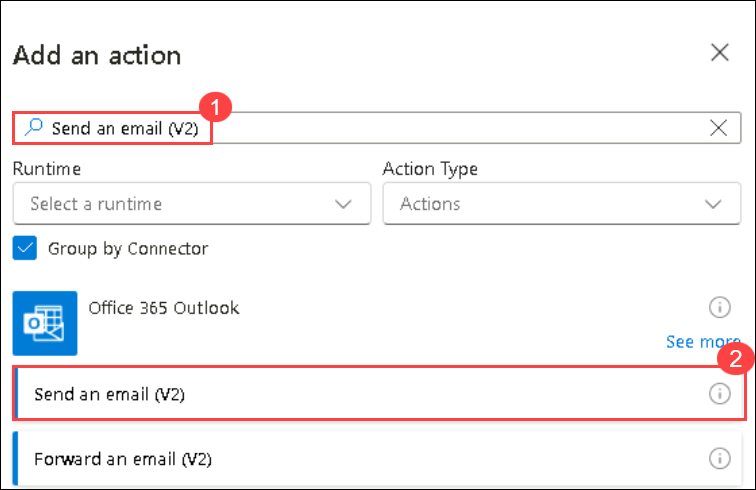 Add an action
1
Send an email (V2)
Runtime
Action Type
Select a runtime
Actions
Group by Connector
Office 365 Outlook
See more
2
Send an email (V2)
Forward an email (V2)